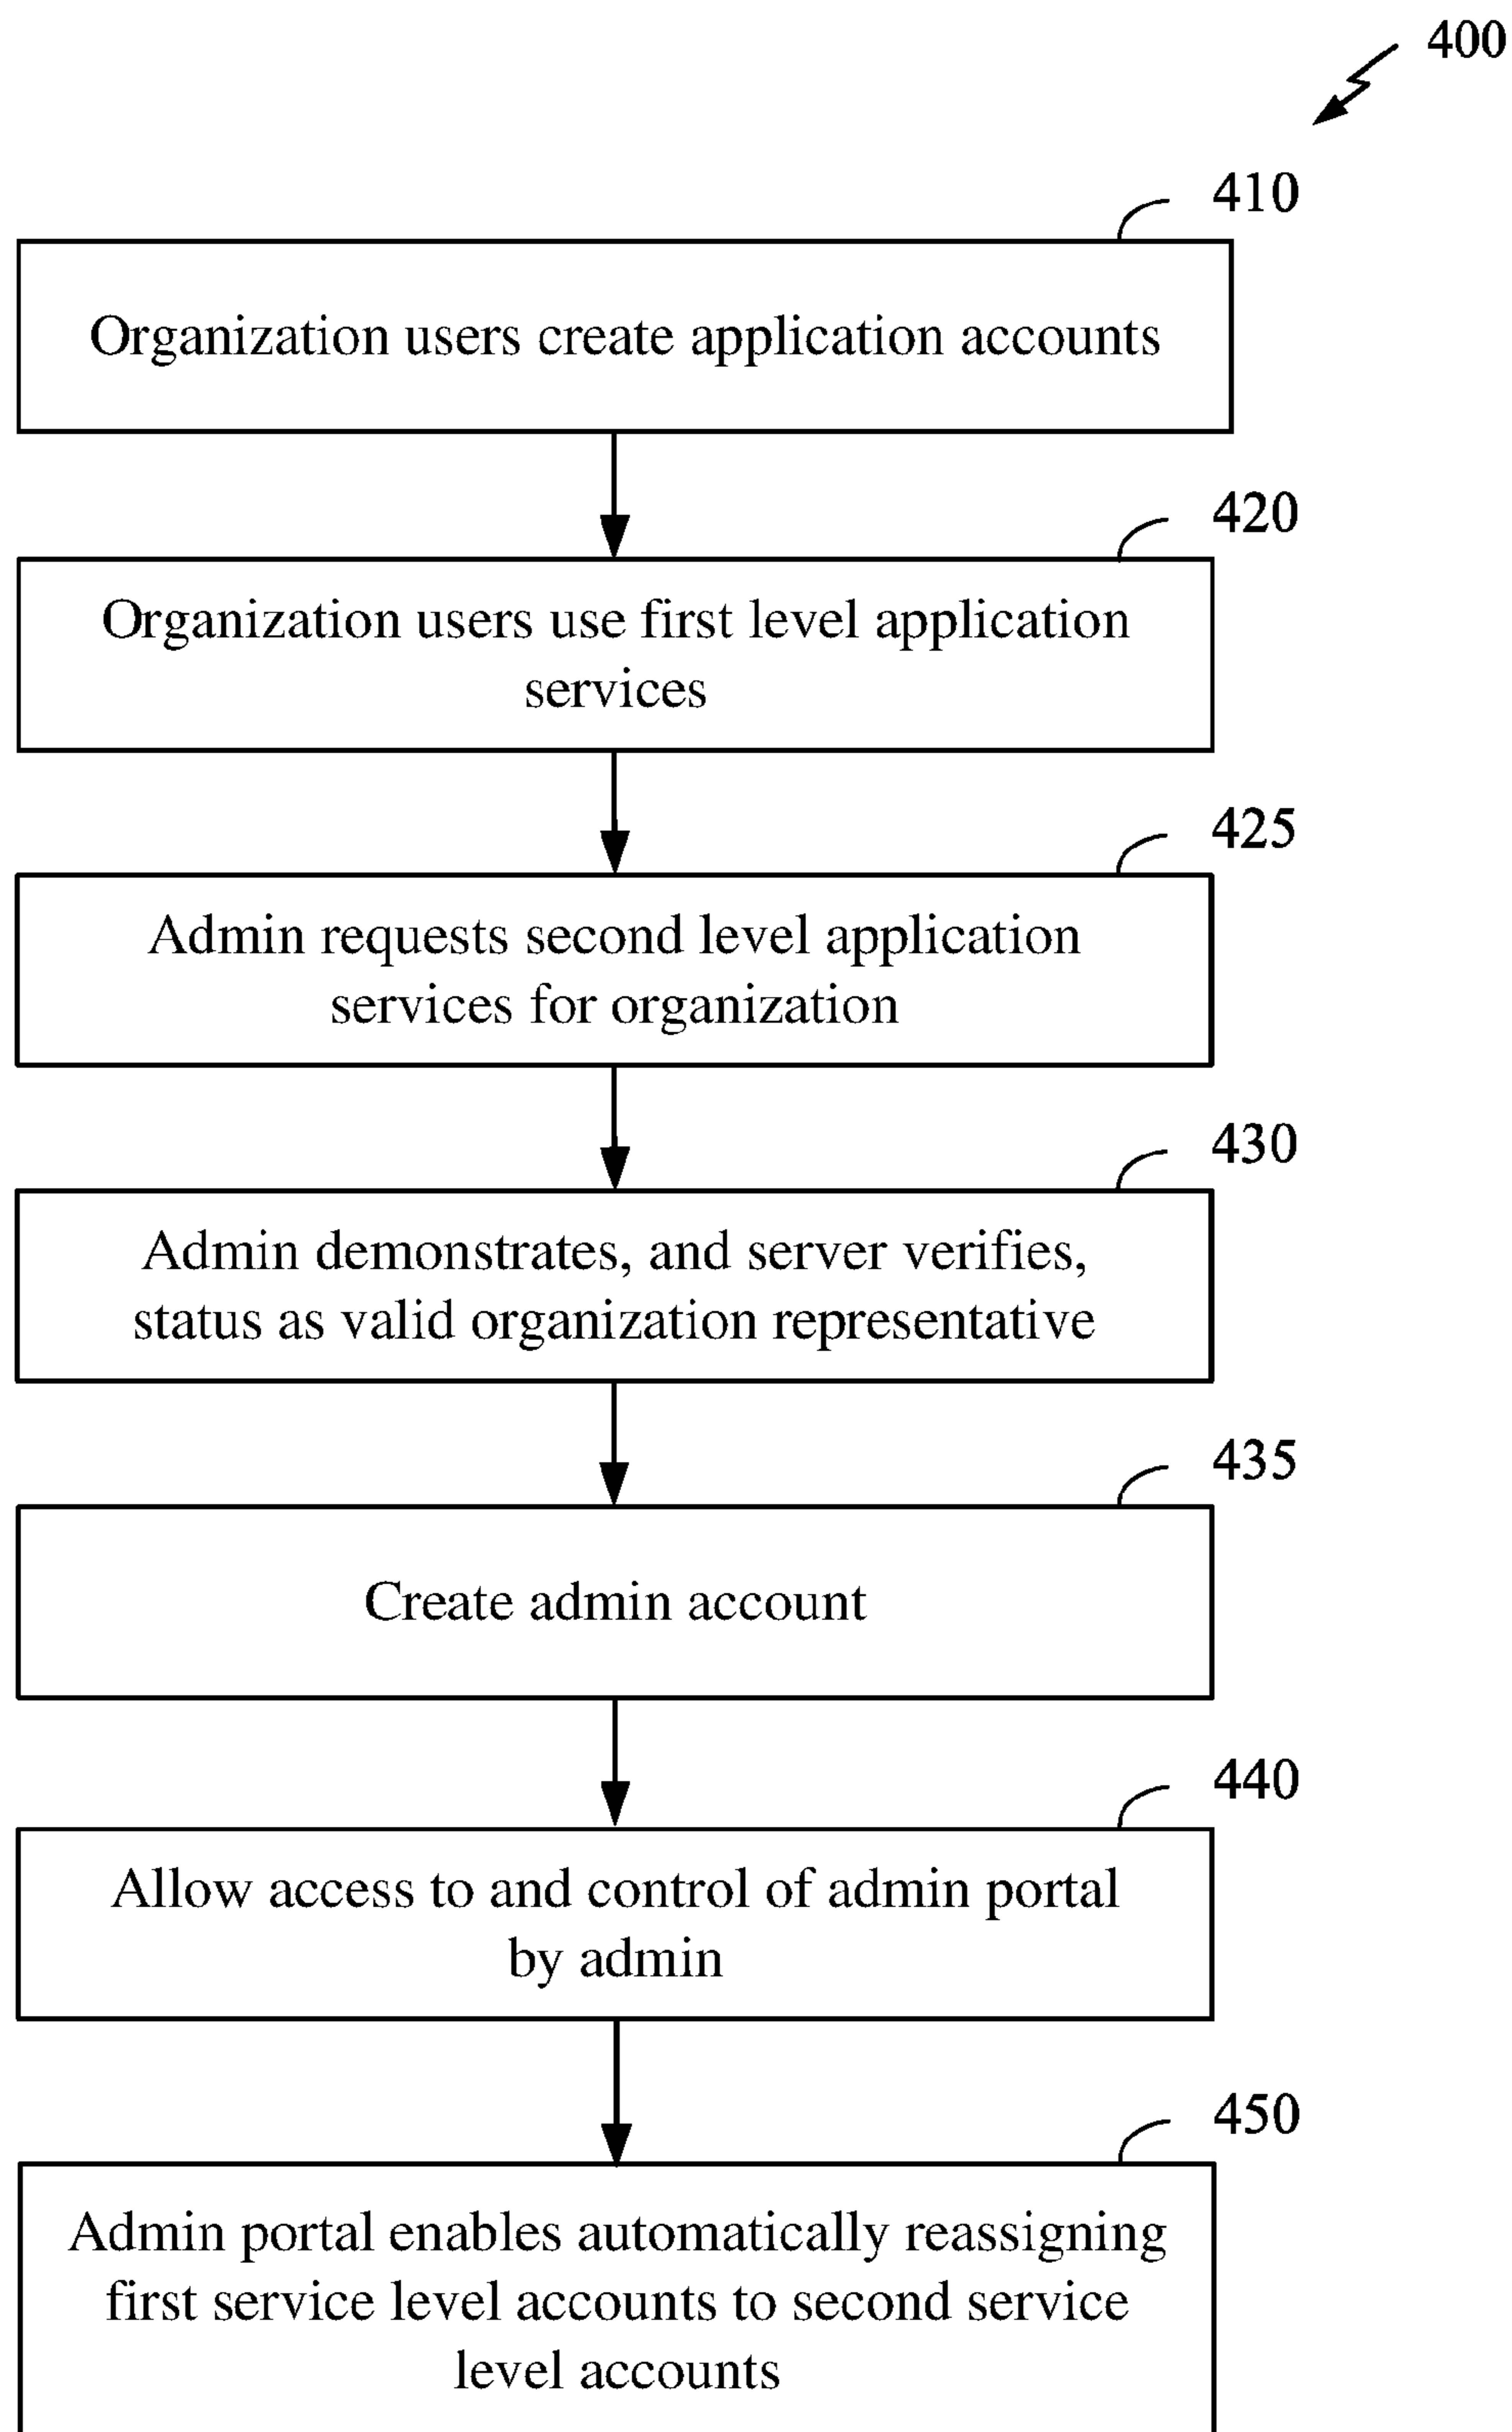 400
410
Organization users create application accounts
420
Organization users use first level application
services
425
Admin requests second level application
services for organization
430
Admin demonstrates, and server verifies,
status as valid organization representative
435
Create admin account
440
Allow access to and control of admin portal
by admin
450
Admin portal enables automatically reassigning
first service level accounts to second service
level accounts